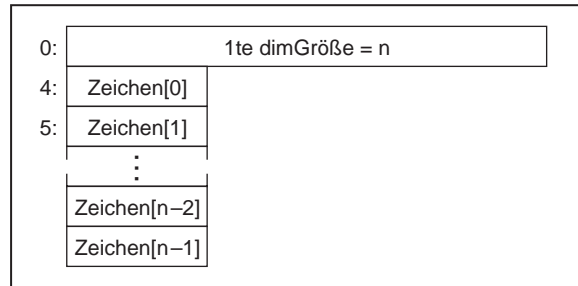 0: 1te dimGröße = n
4: Zeichen[0]
5: Zeichen[1]
⋮
Zeichen[n–2]
Zeichen[n–1]